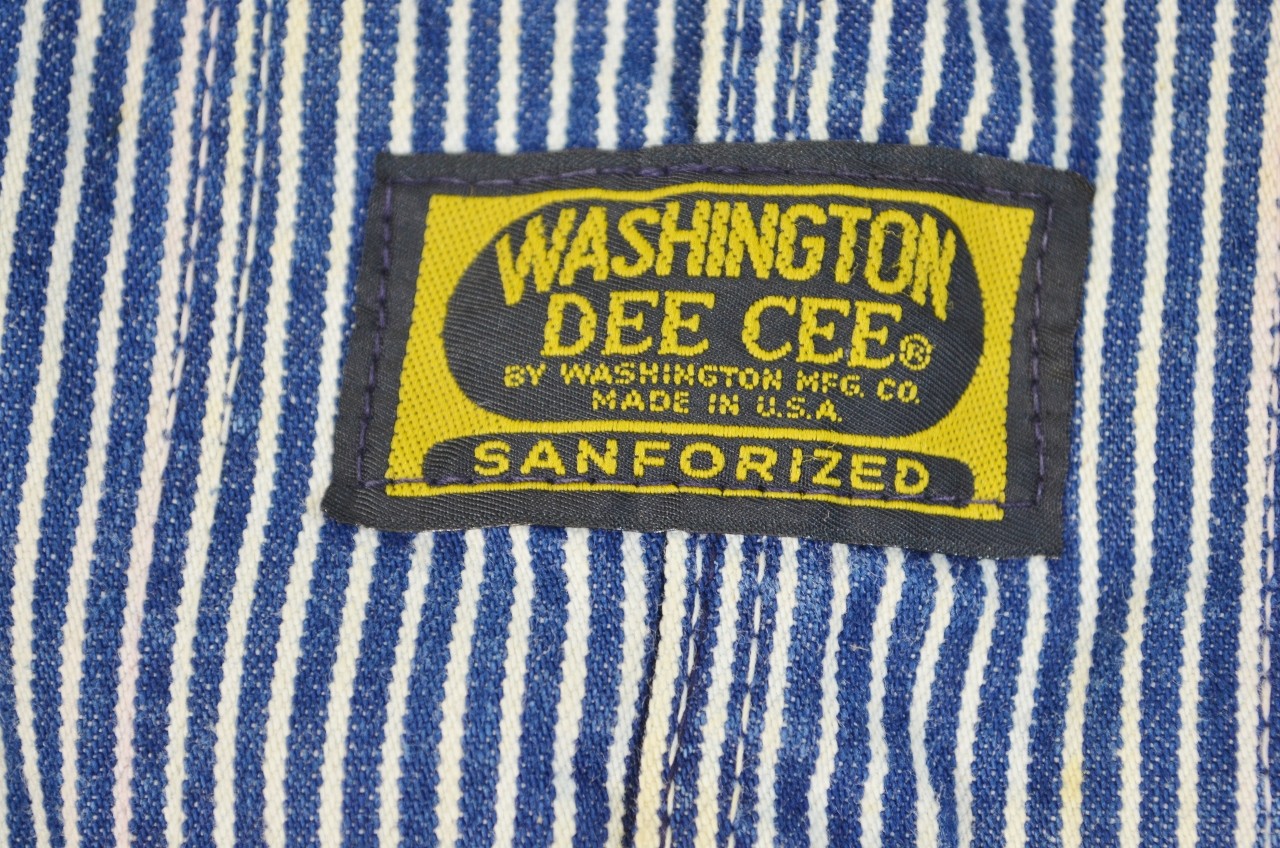 WASHINGTON
DEE CEE®
BY WASHINGTON MFG. CO.
MADE IN U.S.A.
SANFORIZED